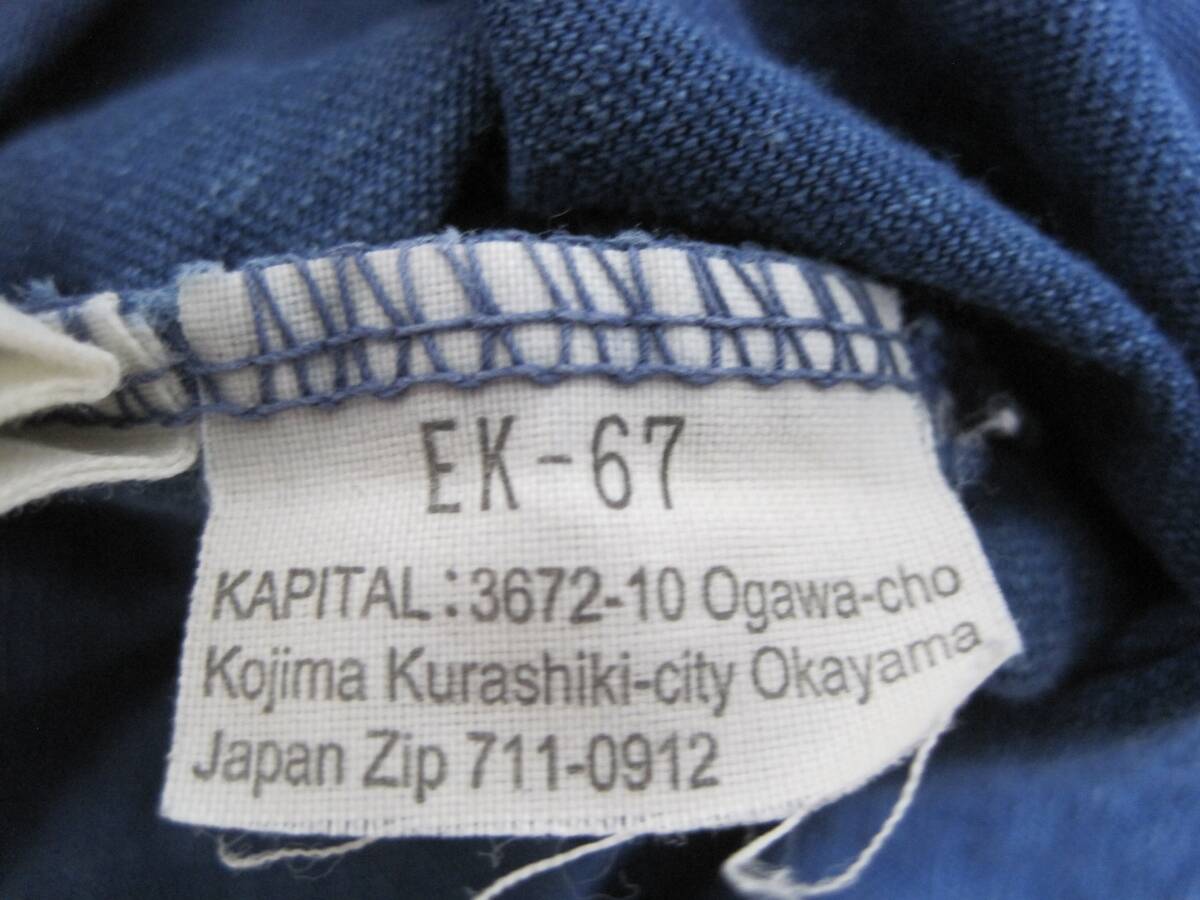 EK-67
KAPITAL:3672-10 Ogawa-cho
Kojima Kurashiki-city Okayama
Japan Zip 711-0912